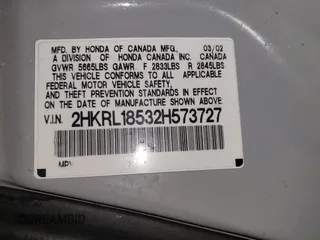 MFD. BY HONDA OF CANADA MFG. 03/02
A DIVISION OF HONDA CANADA INC. CANADA
GVWR 5665LBS GAWR F 2833LBS R 2845LBS
THIS VEHICLE CONFORMS TO ALL APPLICABLE
FEDERAL MOTOR VEHICLE SAFETY,
AND THEFT PREVENTION STANDARDS IN EFFECT
ON THE DATE OF MANUFACTURE SHOWN ABOVE.
V.I.N. 2HKRL18532H573727
MPV